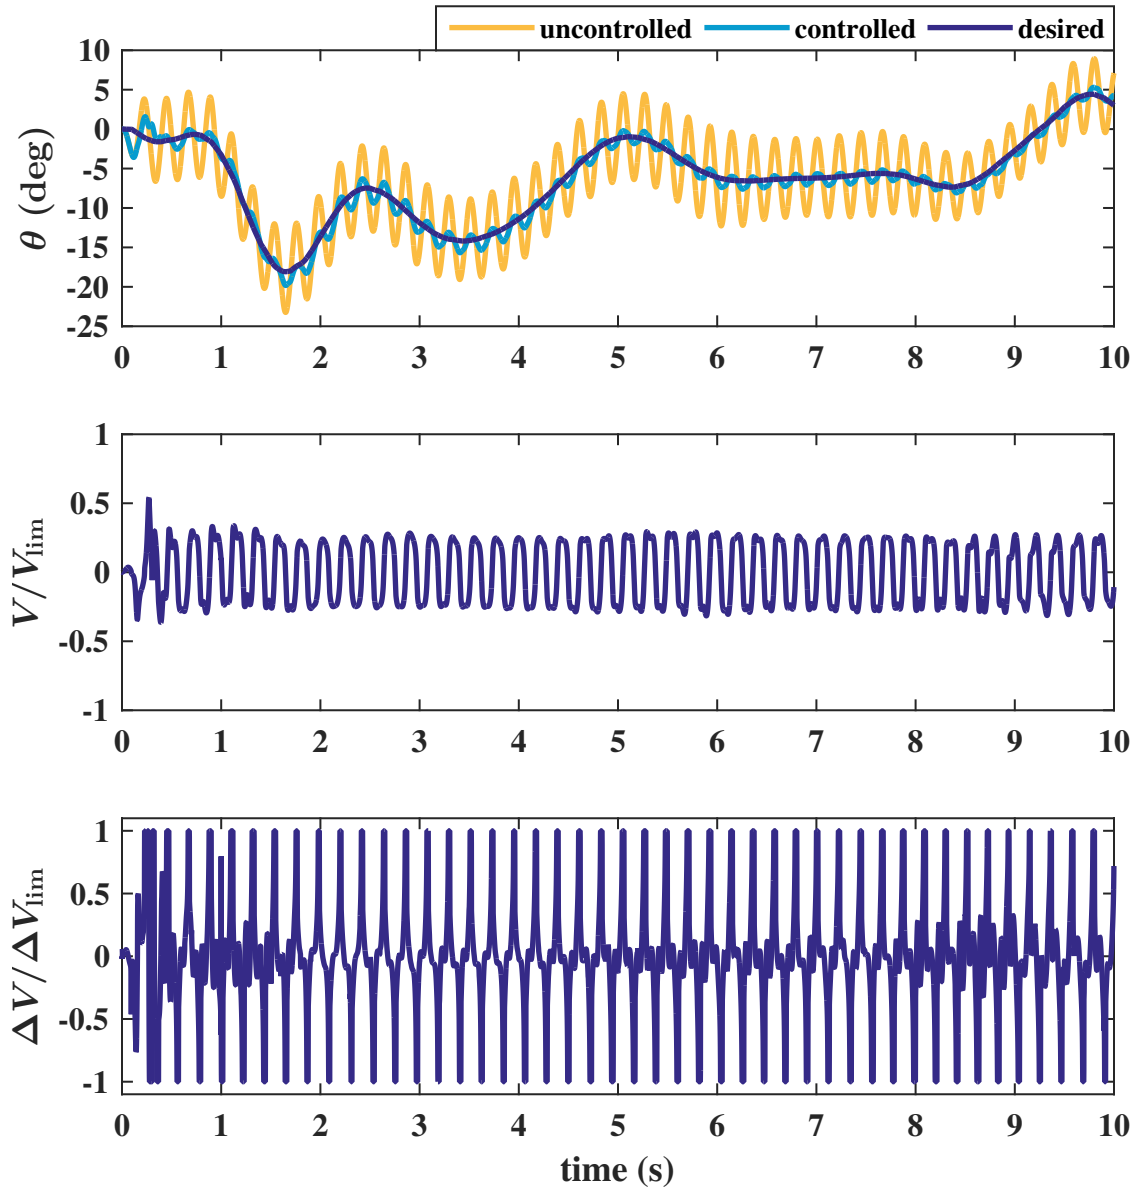 uncontrolled controlled desired
10
5
0
-5
-10
-15
-20
-25
θ (deg)
0 1 2 3 4 5 6 7 8 9 10
1
0.5
0
-0.5
-1
V/V_lim
0 1 2 3 4 5 6 7 8 9 10
1
0.5
0
-0.5
-1
ΔV/ΔV_lim
0 1 2 3 4 5 6 7 8 9 10
time (s)